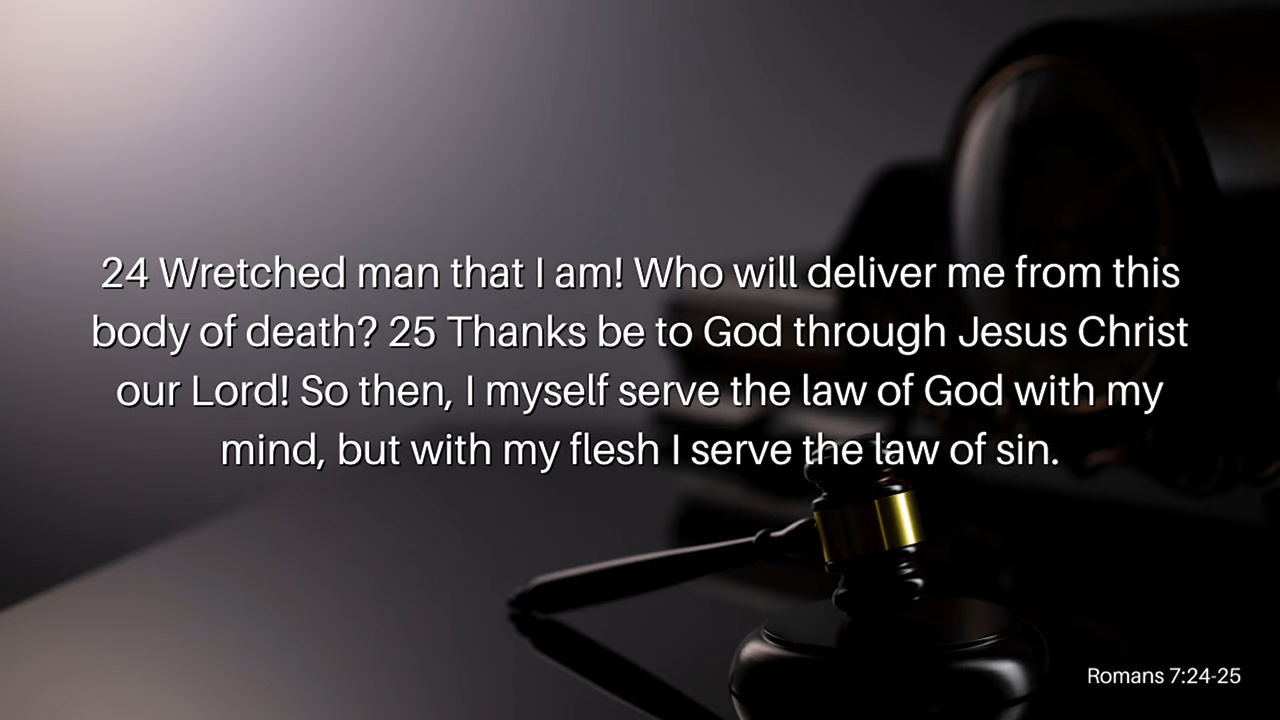 24 Wretched man that I am! Who will deliver me from this
body of death? 25 Thanks be to God through Jesus Christ
our Lord! So then, I myself serve the law of God with my
mind, but with my flesh I serve the law of sin.
Romans 7:24-25